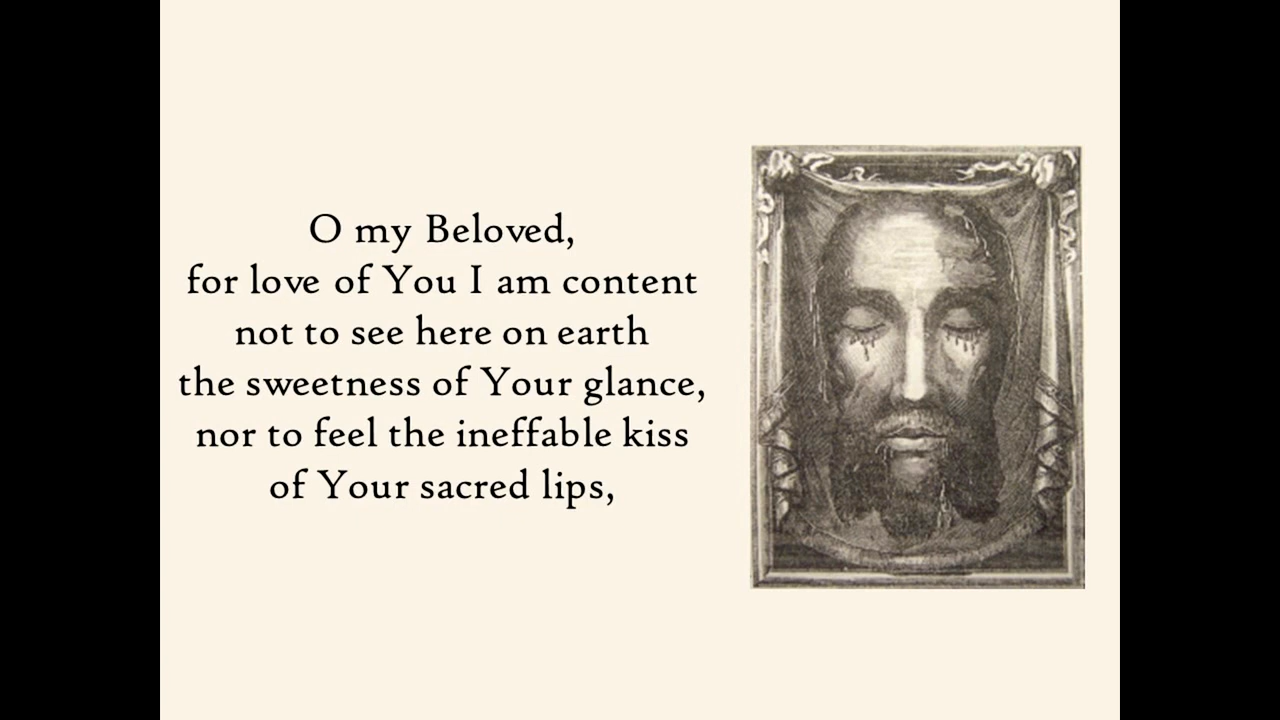 O my Beloved,
for love of You I am content
not to see here on earth
the sweetness of Your glance,
nor to feel the ineffable kiss
of Your sacred lips,